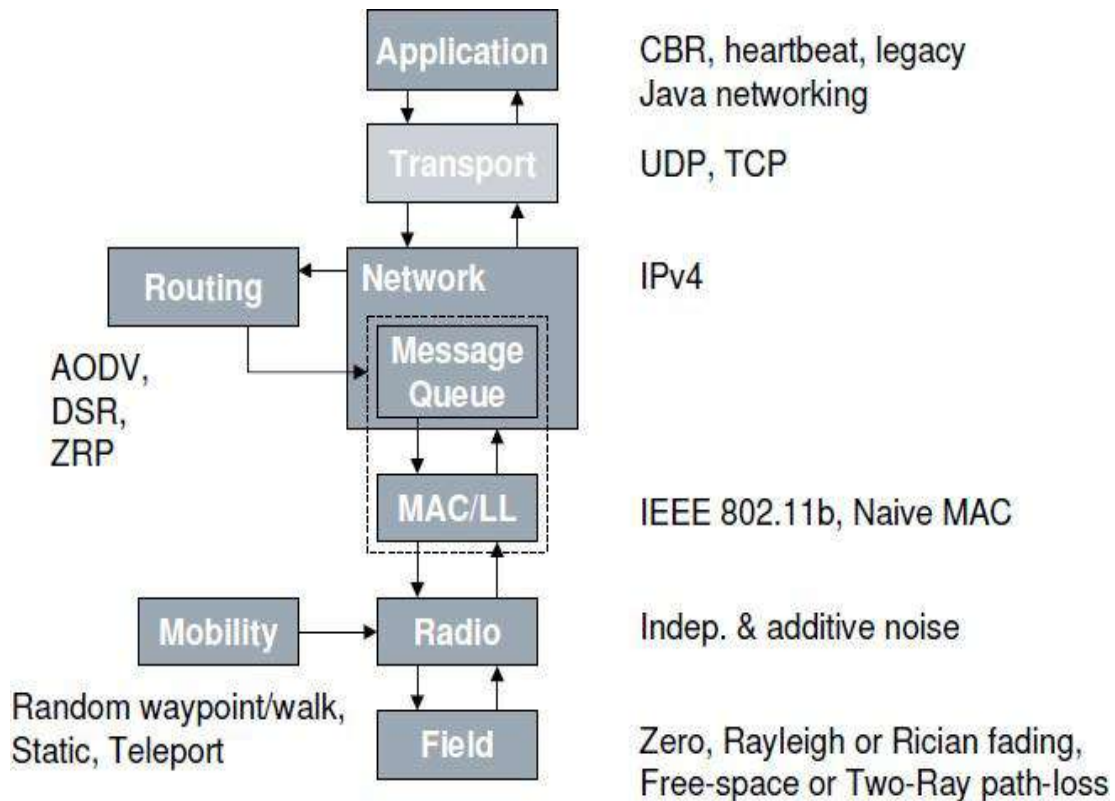 Application
CBR, heartbeat, legacy
Java networking
Transport
UDP, TCP
Routing
Network
IPv4
Message
Queue
AODV,
DSR,
ZRP
MAC/LL
IEEE 802.11b, Naive MAC
Mobility
Radio
Indep. & additive noise
Random waypoint/walk,
Static, Teleport
Field
Zero, Rayleigh or Rician fading,
Free-space or Two-Ray path-loss